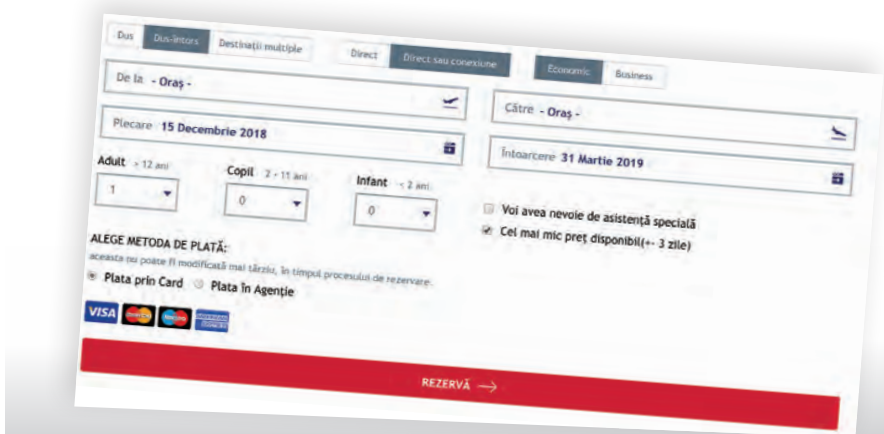 Dus Dus-întors Destinații multiple Direct Direct sau conexiune Economic Business
De la - Oraș - Către - Oraș -
Plecare 15 Decembrie 2018 Întoarcere 31 Martie 2019
Adult > 12 ani Copil 2 - 11 ani Infant < 2 ani
1 0 0
Voi avea nevoie de asistență specială
Cel mai mic preț disponibil(+- 3 zile)
ALEGE METODA DE PLATĂ:
aceasta nu poate fi modificată mai târziu, în timpul procesului de rezervare.
Plata prin Card Plata în Agenție
VISA
REZERVĂ →